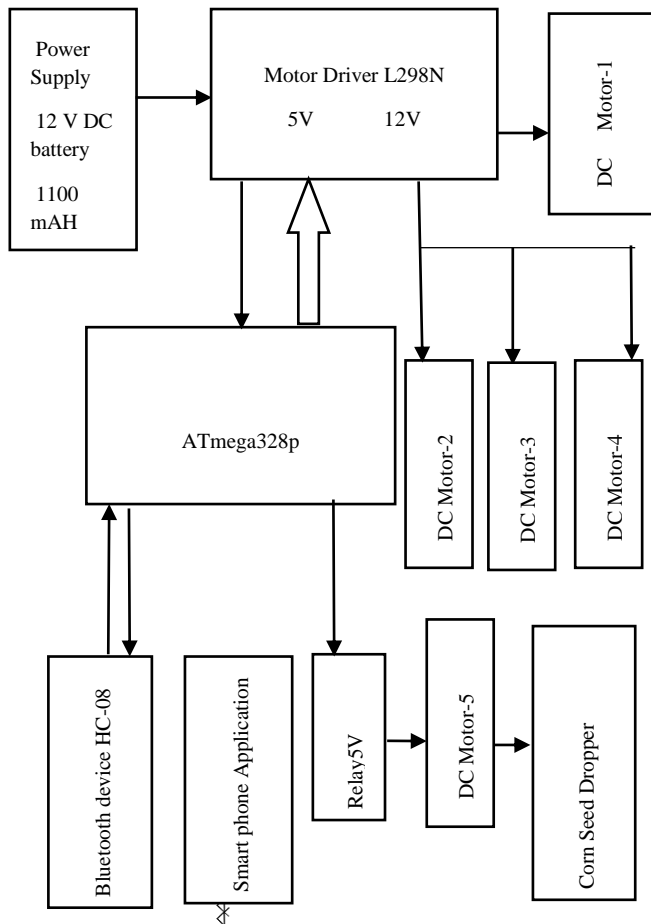 Power
Supply
12 V DC
battery
1100
mAH
Motor Driver L298N
5V 12V
DC Motor-1
ATmega328p
DC Motor-2
DC Motor-3
DC Motor-4
Bluetooth device HC-08
Smart phone Application
Relay5V
DC Motor-5
Corn Seed Dropper